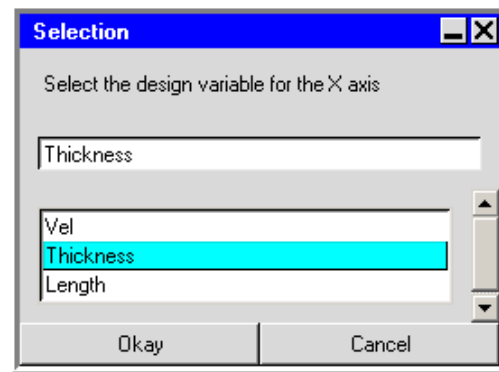 Selection
Select the design variable for the X axis
Thickness
Vel
Thickness
Length
Okay Cancel